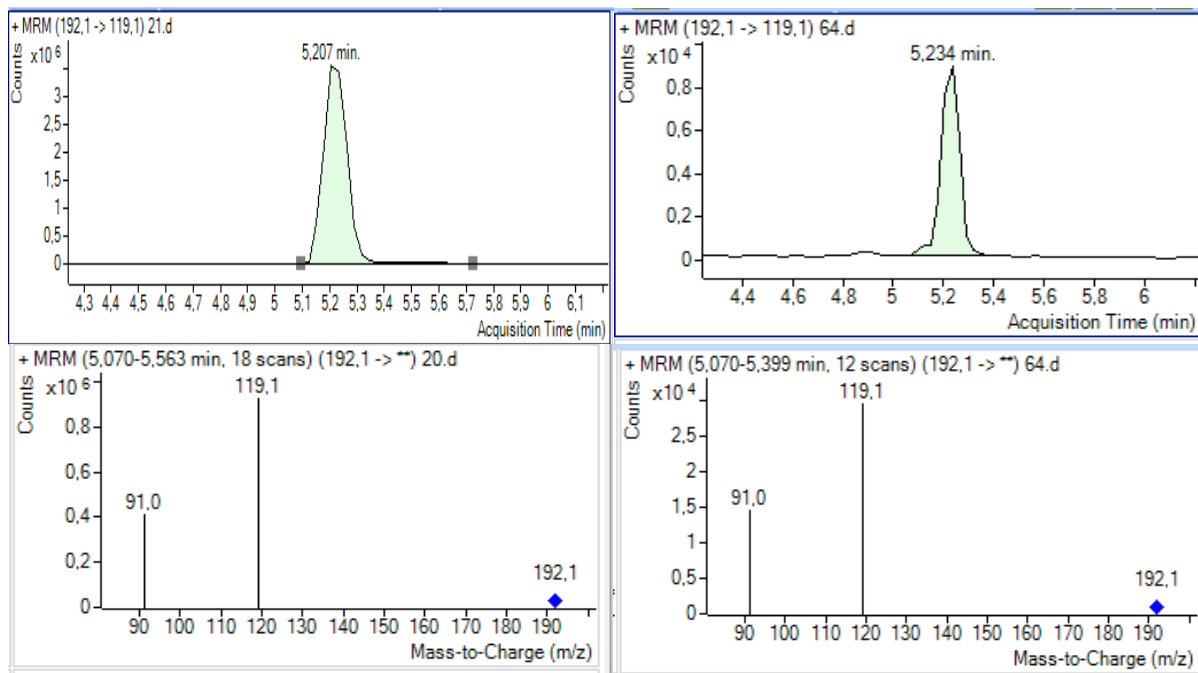 + MRM (192,1 -> 119,1) 21.d
Counts
x10 6
5,207 min.
3
2,5
2
1,5
1
0,5
0
4,3 4,4 4,5 4,6 4,7 4,8 4,9 5 5,1 5,2 5,3 5,4 5,5 5,6 5,7 5,8 5,9 6 6,1
Acquisition Time (min)
+ MRM (192,1 -> 119,1) 64.d
Counts
x10 4
5,234 min.
0,8
0,6
0,4
0,2
0
4,4 4,6 4,8 5 5,2 5,4 5,6 5,8 6
Acquisition Time (min)
+ MRM (5,070-5,563 min, 18 scans) (192,1 -> **) 20.d
Counts
x10 6
119,1
1
0,8
0,6
91,0
0,4
0,2
192,1
0
90 100 110 120 130 140 150 160 170 180 190
Mass-to-Charge (m/z)
+ MRM (5,070-5,399 min, 12 scans) (192,1 -> **) 64.d
Counts
x10 4
119,1
2,5
2
91,0
1,5
1
0,5
192,1
0
90 100 110 120 130 140 150 160 170 180 190
Mass-to-Charge (m/z)